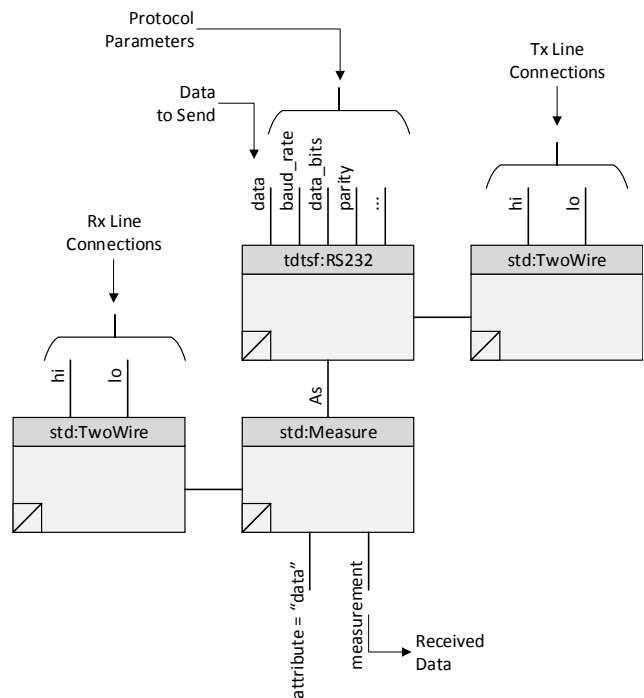 Protocol
Parameters
Tx Line
Connections
Data
to Send
data
baud_rate
data_bits
parity
...
hi
lo
Rx Line
Connections
tdtsf:RS232
std:TwoWire
hi
lo
As
std:TwoWire
std:Measure
attribute = “data”
measurement
Received
Data